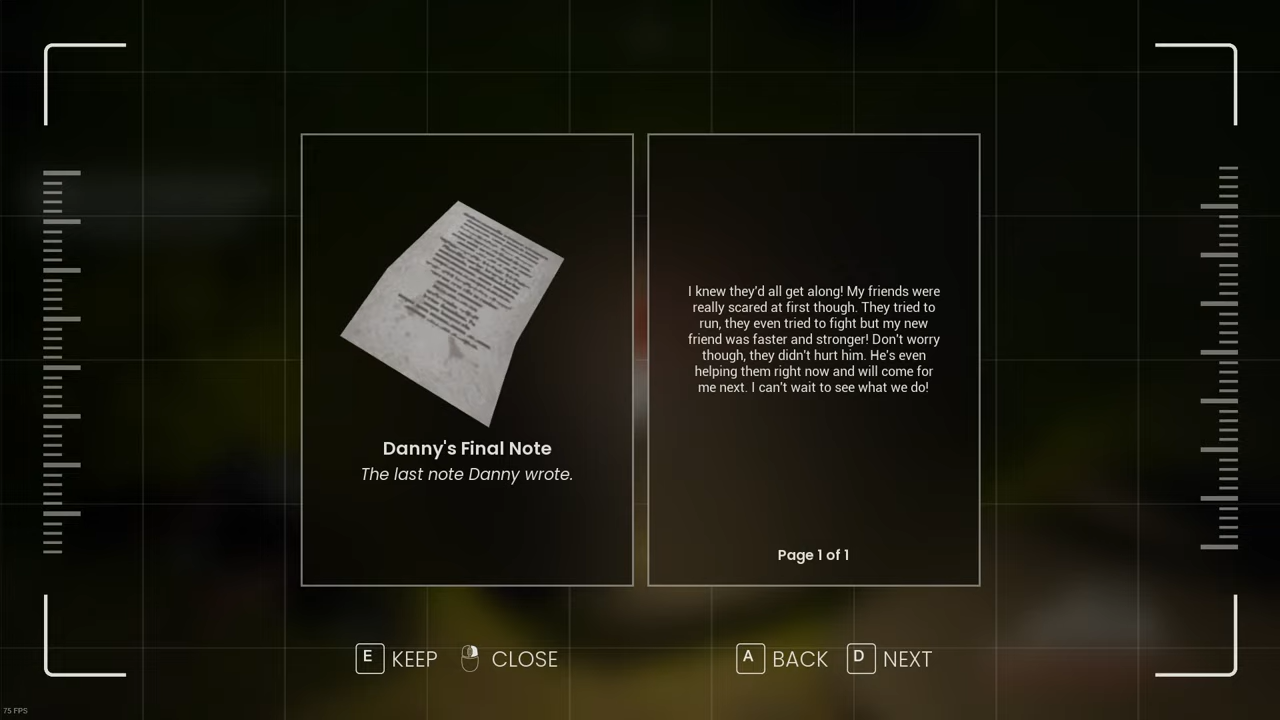 I knew they'd all get along! My friends were
really scared at first though. They tried to
run, they even tried to fight but my new
friend was faster and stronger! Don't worry
though, they didn't hurt him. He's even
helping them right now and will come for
me next. I can't wait to see what we do!
Danny's Final Note
The last note Danny wrote.
Page 1 of 1
E KEEP CLOSE A BACK D NEXT
75 FPS